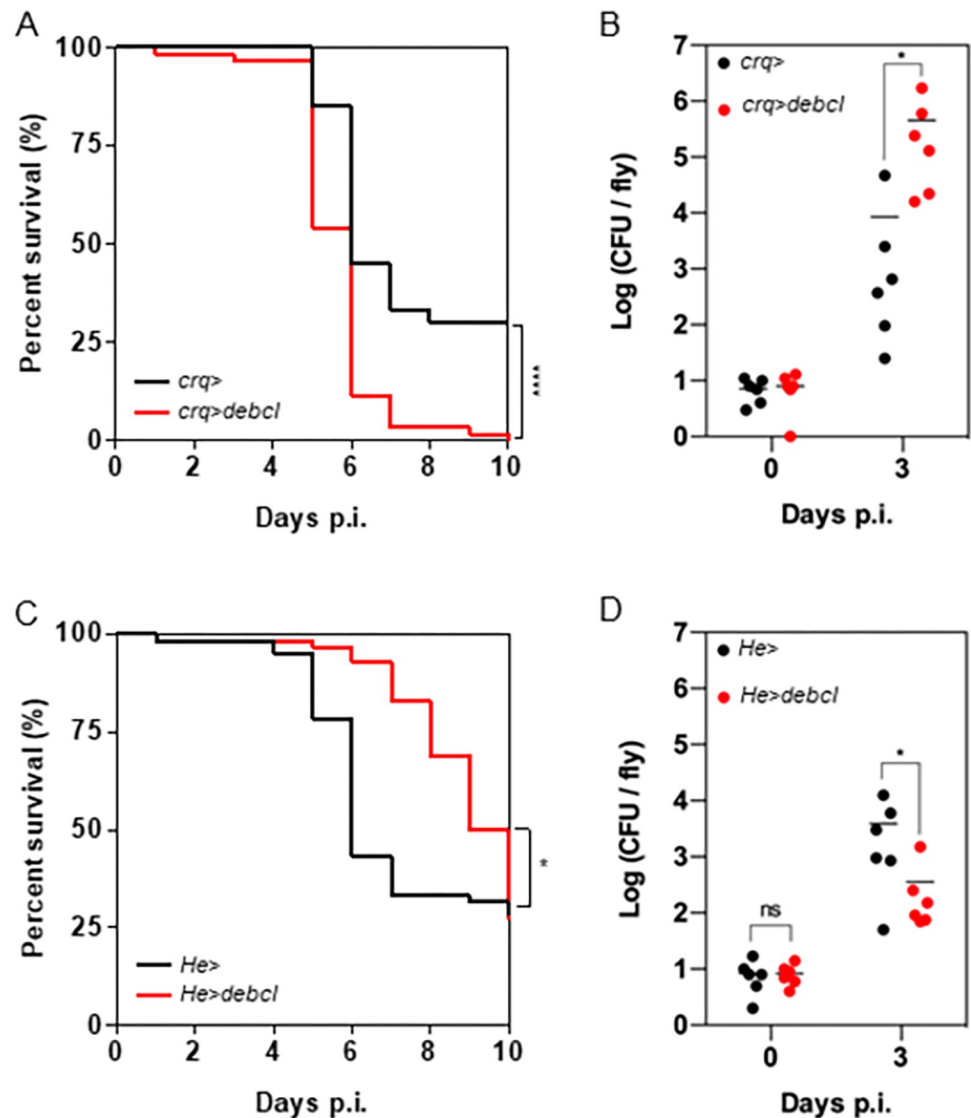 A
Percent survival (%)
100
75
50
25
0
crq>
crq>debcl
****
0 2 4 6 8 10
Days p.i.
B
Log (CFU / fly)
7
6
5
4
3
2
1
0
crq>
crq>debcl
*
0 3
Days p.i.
C
Percent survival (%)
100
75
50
25
0
He>
He>debcl
*
0 2 4 6 8 10
Days p.i.
D
Log (CFU / fly)
7
6
5
4
3
2
1
0
He>
He>debcl
ns
*
0 3
Days p.i.